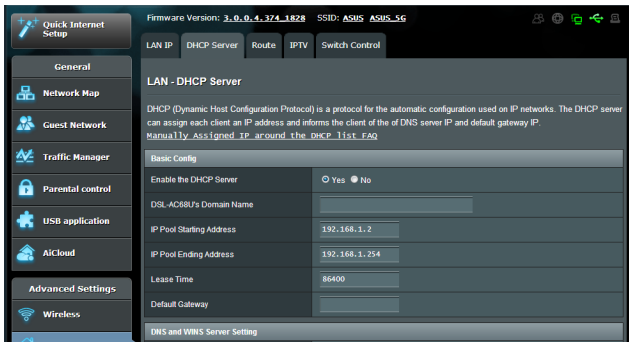 Quick Internet
Setup
General
Network Map
Guest Network
Traffic Manager
Parental control
USB application
AiCloud
Advanced Settings
Wireless
Firmware Version: 3.0.0.4.374_1828 SSID: ASUS ASUS_5G
LAN IP DHCP Server Route IPTV Switch Control
LAN - DHCP Server
DHCP (Dynamic Host Configuration Protocol) is a protocol for the automatic configuration used on IP networks. The DHCP server
can assign each client an IP address and informs the client of the of DNS server IP and default gateway IP.
Manually Assigned IP around the DHCP list FAQ
Basic Config
Enable the DHCP Server Yes No
DSL-AC68U's Domain Name
IP Pool Starting Address 192.168.1.2
IP Pool Ending Address 192.168.1.254
Lease Time 86400
Default Gateway
DNS and WINS Server Setting